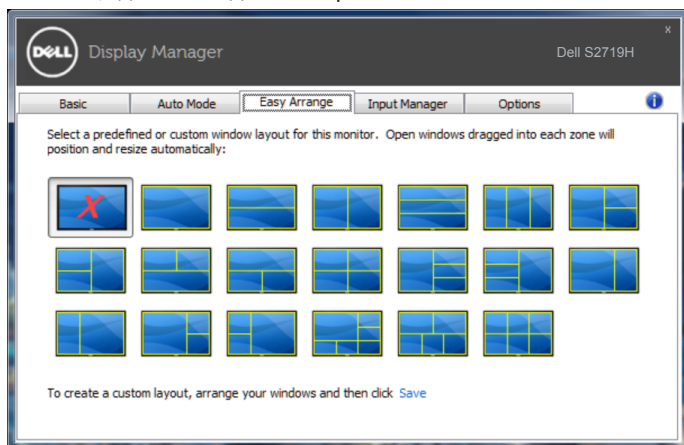 DELL Display Manager
Dell S2719H
x
Basic Auto Mode Easy Arrange Input Manager Options
Select a predefined or custom window layout for this monitor. Open windows dragged into each zone will
position and resize automatically:
X
To create a custom layout, arrange your windows and then click Save